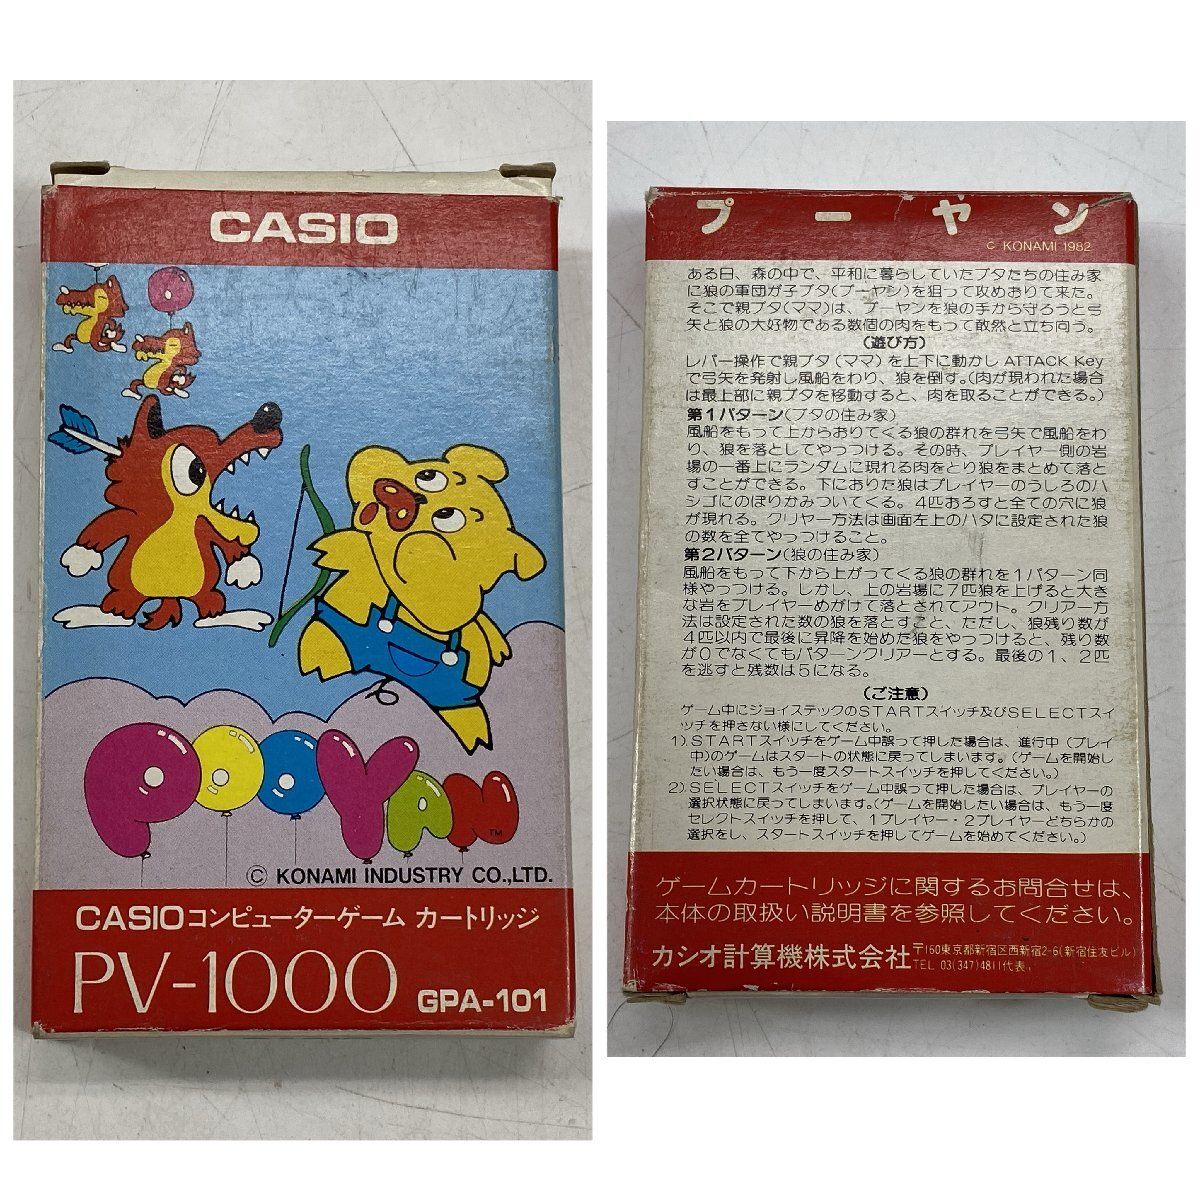 CASIO
POOYAN™
© KONAMI INDUSTRY CO.,LTD.
CASIOコンピューターゲーム カートリッジ
PV-1000 GPA-101
プーヤン
C KONAMI 1982
ある日、森の中で、平和に暮らしていたブタたちの住み家
に狼の軍団が子ブタ(プーヤン)を狙って攻めおりて来た。
そこで親ブタ(ママ)は、プーヤンを狼の手から守ろうと弓
矢と狼の大好物である数個の肉をもって敢然と立ち向う。
(遊び方)
レバー操作で親ブタ(ママ)を上下に動かし ATTACK Key
で弓矢を発射し風船をわり、狼を倒す。(肉が現われた場合
は最上部に親ブタを移動すると、肉を取ることができる。)
第1パターン(ブタの住み家)
風船をもって上からおりてくる狼の群れを弓矢で風船をわ
り、狼を落としてやっつける。その時、プレイヤー側の岩
場の一番上にランダムに現れる肉をとり狼をまとめて落と
すことができる。下におりた狼はプレイヤーのうしろのハ
シゴにのぼりかみついてくる。4匹おろすと全ての穴に狼
が現れる。クリヤー方法は画面左上のハタに設定された狼
の数を全てやっつけること。
第2パターン(狼の住み家)
風船をもって下から上がってくる狼の群れを1パターン同
様やっつける。しかし、上の岩場に7匹狼を上げると大き
な岩をプレイヤーめがけて落とされてアウト。クリアー方
法は設定された数の狼を落とすこと、ただし、狼残り数が
4匹以内で最後に昇降を始めた狼をやっつけると、残り数
が0でなくてもパターンクリアーとする。最後の1、2匹
を逃すと残数は5になる。
(ご注意)
ゲーム中にジョイステックのSTARTスイッチ及びSELECTスイ
ッチを押さない様にしてください。
1).STARTスイッチをゲーム中誤って押した場合は、進行中(プレイ
中)のゲームはスタートの状態に戻ってしまいます。(ゲームを開始し
たい場合は、もう一度スタートスイッチを押してください。)
2).SELECTスイッチをゲーム中誤って押した場合は、プレイヤーの
選択状態に戻ってしまいます。(ゲームを開始したい場合は、もう一度
セレクトスイッチを押して、1プレイヤー・2プレイヤーどちらかの
選択をし、スタートスイッチを押してゲームを始めてください。)
ゲームカートリッジに関するお問合せは、
本体の取扱い説明書を参照してください。
カシオ計算機株式会社 〒160東京都新宿区西新宿2-6(新宿住友ビル)
TEL 03(347)4811代表